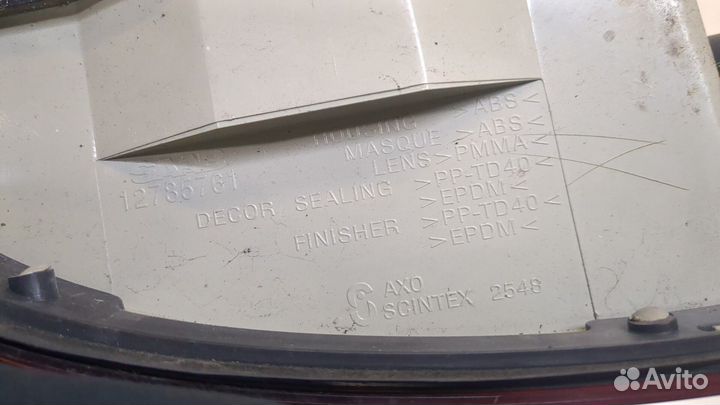 12786761
HOUSING >ABS<
MASQUE >ABS<
LENS >PMMA<
DECOR >PP-TD40<
SEALING >EPDM<
FINISHER >PP-TD40<
>EPDM<
AXO
SCINTEX 2548
Avito